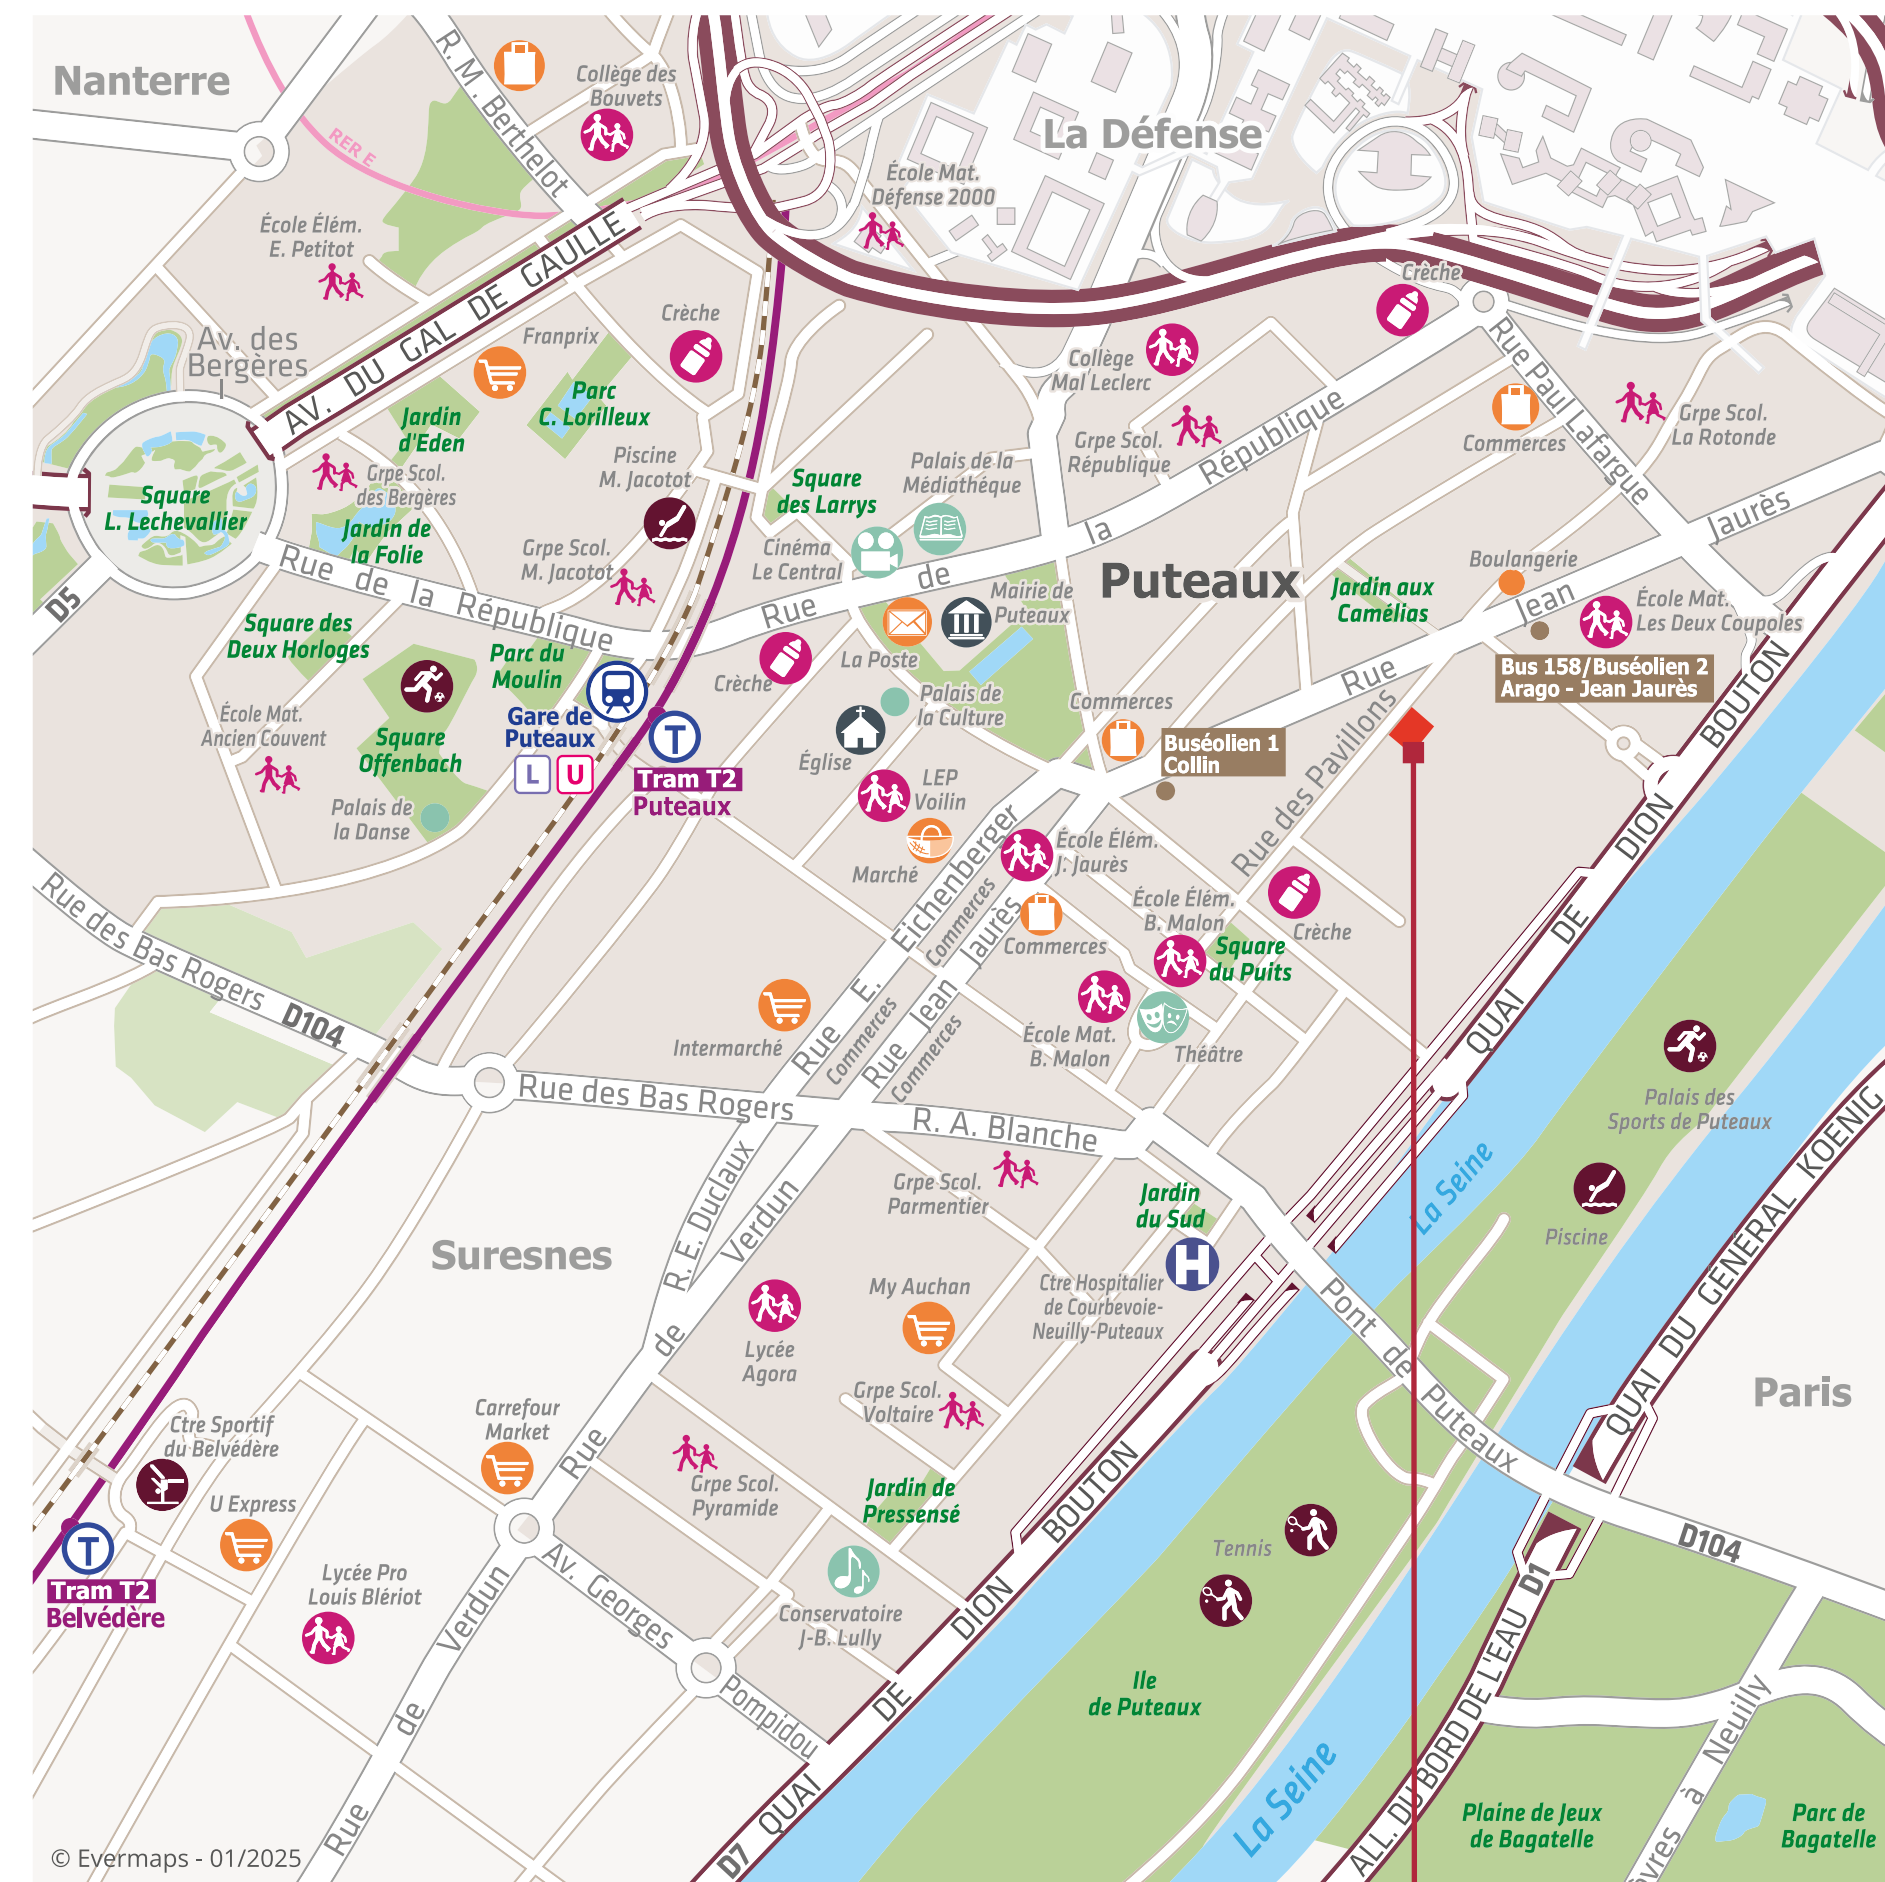 Nanterre
R. M. Berthelot
Collège des
Bouvets
La Défense
RER E
École Mat.
Défense 2000
École Élém.
E. Petitot
AV. DU GAL DE GAULLE
Av. des
Bergères
Franprix
Crèche
Crèche
Parc
C. Lorilleux
Jardin
d'Eden
Collège
Mal Leclerc
Rue Paul Lafargue
Commerces
Grpe Scol.
La Rotonde
Grpe Scol.
République
Piscine
M. Jacotot
Square
des Larrys
Palais de la
Médiathéque
Grpe Scol.
des Bergères
Square
L. Lechevallier
Jardin de
la Folie
Grpe Scol.
M. Jacotot
Cinéma
Le Central
Rue de la République
Rue de la République
D5
Puteaux
Jardin aux
Camélias
Boulangerie
Rue Jean Jaurès
École Mat.
Les Deux Coupoles
Mairie de
Puteaux
La Poste
Square des
Deux Horloges
Parc du
Moulin
Crèche
Palais de
la Culture
Commerces
Bus 158/Buséolien 2
Arago - Jean Jaurès
École Mat.
Ancien Couvent
Square
Offenbach
Gare de
Puteaux
L
U
T
Tram T2
Puteaux
Église
Buséolien 1
Collin
Rue des Pavillons
Palais de
la Danse
LEP
Voilin
Marché
École Élém.
J. Jaurès
École Élém.
B. Malon
Crèche
Commerces
Square
du Puits
Rue E. Eichenberger
Commerces
Commerces
Rue Jean Jaurès
Commerces
QUAI DE DION BOUTON
Rue des Bas Rogers
D104
Intermarché
École Mat.
B. Malon
Théâtre
Rue des Bas Rogers
R. A. Blanche
Palais des
Sports de Puteaux
La Seine
Piscine
QUAI DU GÉNÉRAL KOENIG
R. E. Duclaux
Grpe Scol.
Parmentier
Jardin
du Sud
H
Suresnes
Rue de Verdun
My Auchan
Ctre Hospitalier
de Courbevoie-
Neuilly-Puteaux
Pont de Puteaux
Lycée
Agora
Paris
Grpe Scol.
Voltaire
Carrefour
Market
Ctre Sportif
du Belvédère
U Express
Grpe Scol.
Pyramide
Jardin de
Pressensé
Tennis
D104
T
Tram T2
Belvédère
Lycée Pro
Louis Blériot
Av. Georges Pompidou
Conservatoire
J-B. Lully
Rue de Verdun
D7 QUAI DE DION BOUTON
Ile
de Puteaux
La Seine
ALL. DU BORD DE L'EAU D1
èvres à Neuilly
Plaine de Jeux
de Bagatelle
Parc de
Bagatelle
© Evermaps - 01/2025